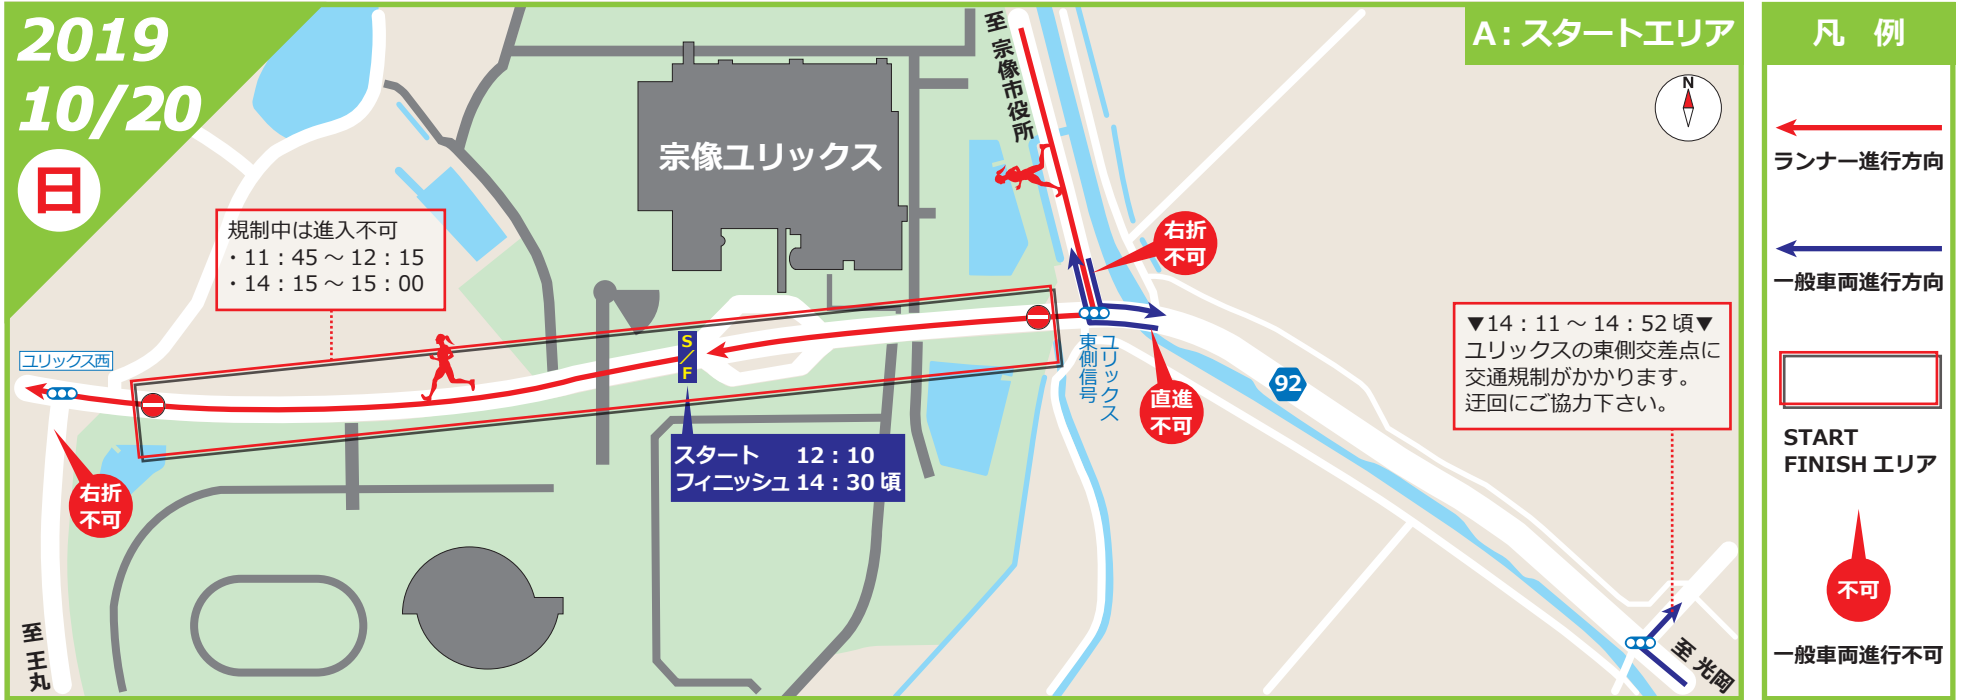 2019
10/20
日
A：スタートエリア
N
至 宗像市役所
宗像ユリックス
規制中は進入不可
・11：45～12：15
・14：15～15：00
右折
不可
ユリックス西
S／F
ユリックス
東側信号
直進
不可
92
▼14：11～14：52頃▼
ユリックスの東側交差点に
交通規制がかかります。
迂回にご協力下さい。
スタート 12：10
フィニッシュ 14：30頃
右折
不可
至 王丸
至 光岡
凡 例
ランナー進行方向
一般車両進行方向
START
FINISH エリア
不可
一般車両進行不可